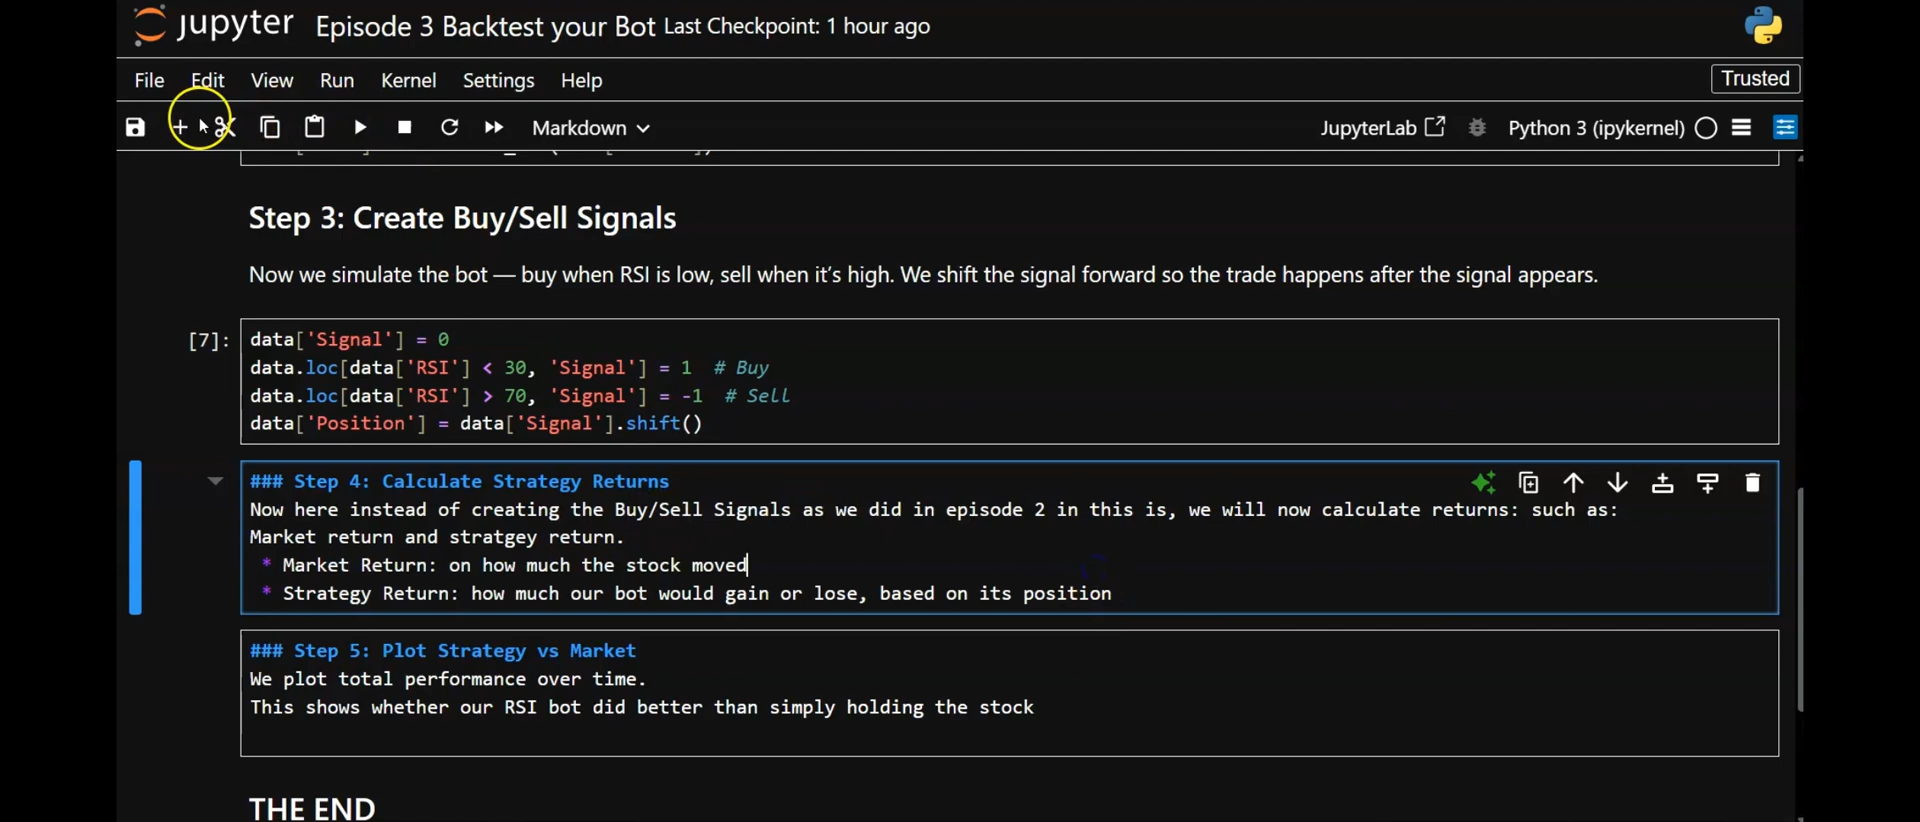 jupyter Episode 3 Backtest your Bot Last Checkpoint: 1 hour ago
File Edit View Run Kernel Settings Help Trusted
Markdown JupyterLab Python 3 (ipykernel)
Step 3: Create Buy/Sell Signals
Now we simulate the bot — buy when RSI is low, sell when it’s high. We shift the signal forward so the trade happens after the signal appears.
[7]: data['Signal'] = 0
data.loc[data['RSI'] < 30, 'Signal'] = 1 # Buy
data.loc[data['RSI'] > 70, 'Signal'] = -1 # Sell
data['Position'] = data['Signal'].shift()
### Step 4: Calculate Strategy Returns
Now here instead of creating the Buy/Sell Signals as we did in episode 2 in this is, we will now calculate returns: such as:
Market return and stratgey return.
* Market Return: on how much the stock moved
* Strategy Return: how much our bot would gain or lose, based on its position
### Step 5: Plot Strategy vs Market
We plot total performance over time.
This shows whether our RSI bot did better than simply holding the stock
THE END